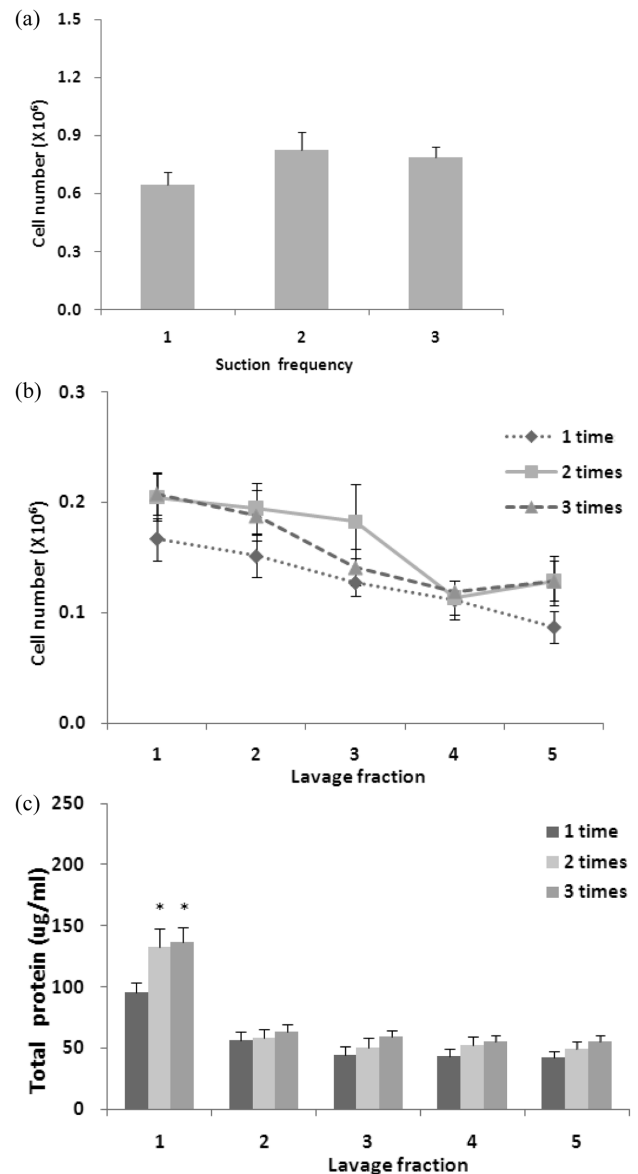 (a)
Cell number (X10⁶)
1.5
1.2
0.9
0.6
0.3
0.0
1 2 3
Suction frequency
(b)
Cell number (X10⁶)
0.3
0.2
0.1
0.0
1 time
2 times
3 times
1 2 3 4 5
Lavage fraction
(c)
Total protein (ug/ml)
250
200
150
100
50
0
1 time
2 times
3 times
* *
1 2 3 4 5
Lavage fraction